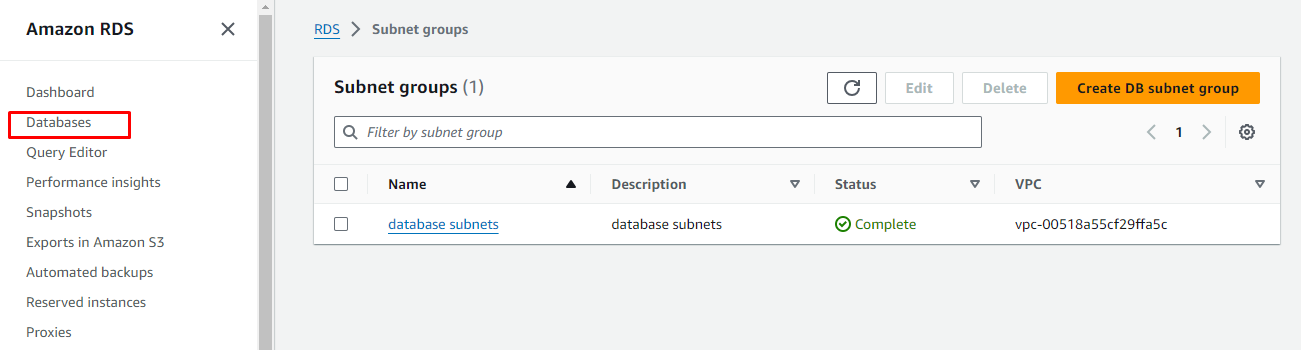 Amazon RDS
Dashboard
Databases
Query Editor
Performance insights
Snapshots
Exports in Amazon S3
Automated backups
Reserved instances
Proxies
RDS > Subnet groups
Subnet groups (1)
Edit
Delete
Create DB subnet group
Filter by subnet group
1
Name Description Status VPC
database subnets database subnets Complete vpc-00518a55cf29ffa5c